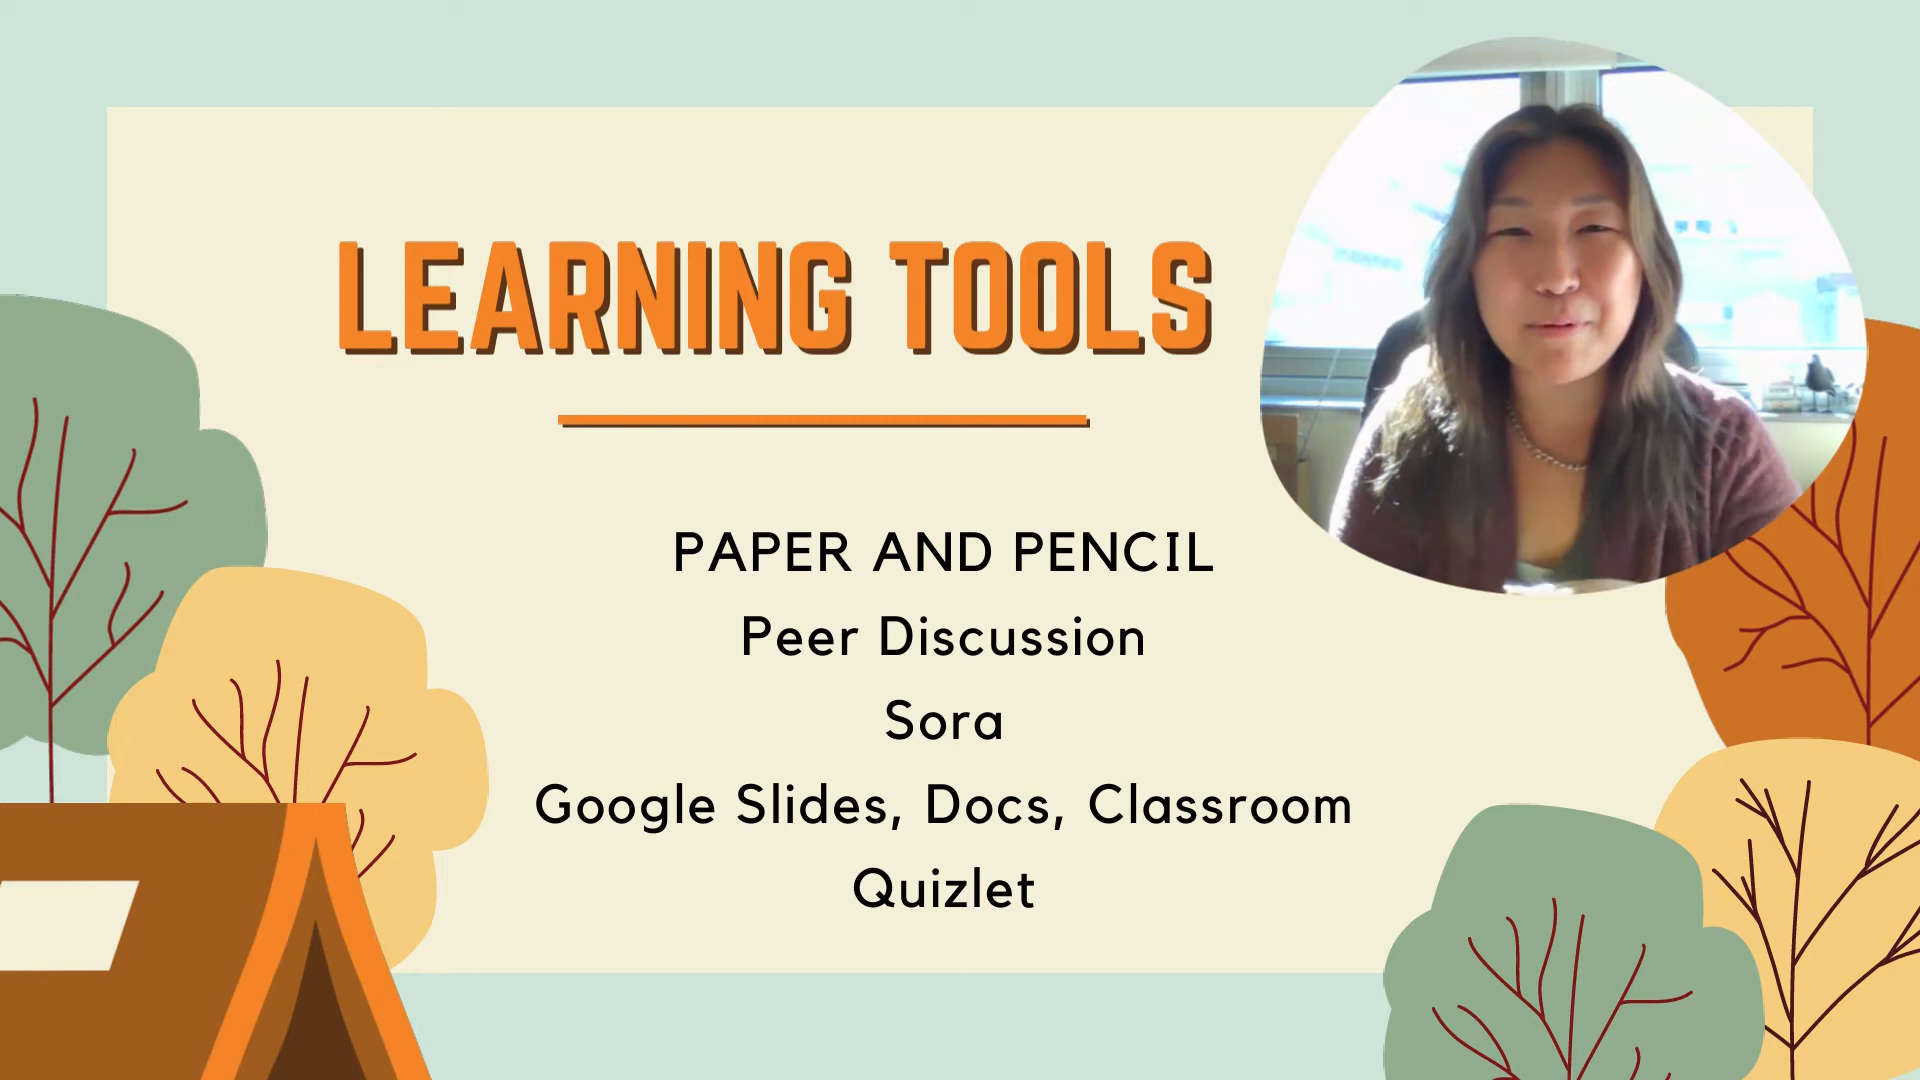 LEARNING TOOLS
PAPER AND PENCIL
Peer Discussion
Sora
Google Slides, Docs, Classroom
Quizlet